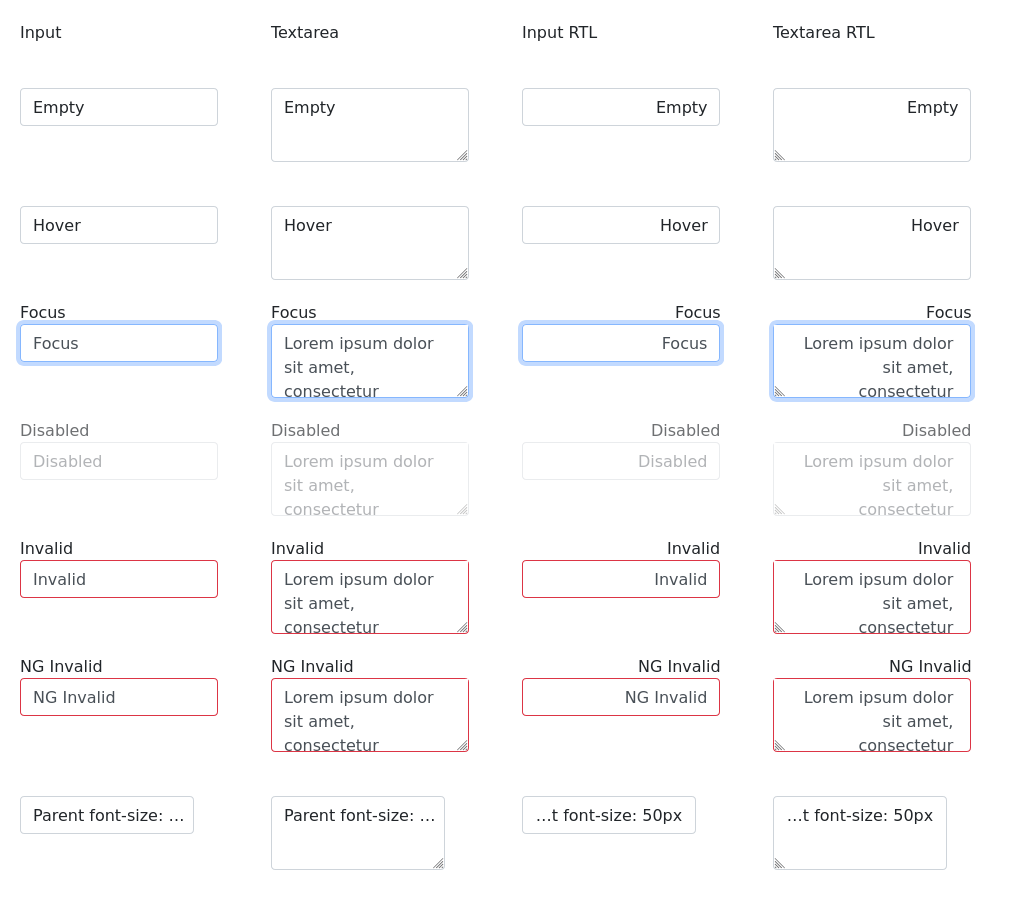 Input Textarea Input RTL Textarea RTL
Empty Empty Empty Empty
Hover Hover Hover Hover
Focus Focus Focus Focus
Focus Lorem ipsum dolor Focus Lorem ipsum dolor
sit amet, sit amet,
consectetur consectetur
Disabled Disabled Disabled Disabled
Disabled Lorem ipsum dolor Disabled Lorem ipsum dolor
sit amet, sit amet,
consectetur consectetur
Invalid Invalid Invalid Invalid
Invalid Lorem ipsum dolor Invalid Lorem ipsum dolor
sit amet, sit amet,
consectetur consectetur
NG Invalid NG Invalid NG Invalid NG Invalid
NG Invalid Lorem ipsum dolor NG Invalid Lorem ipsum dolor
sit amet, sit amet,
consectetur consectetur
Parent font-size: ... Parent font-size: ... ...t font-size: 50px ...t font-size: 50px